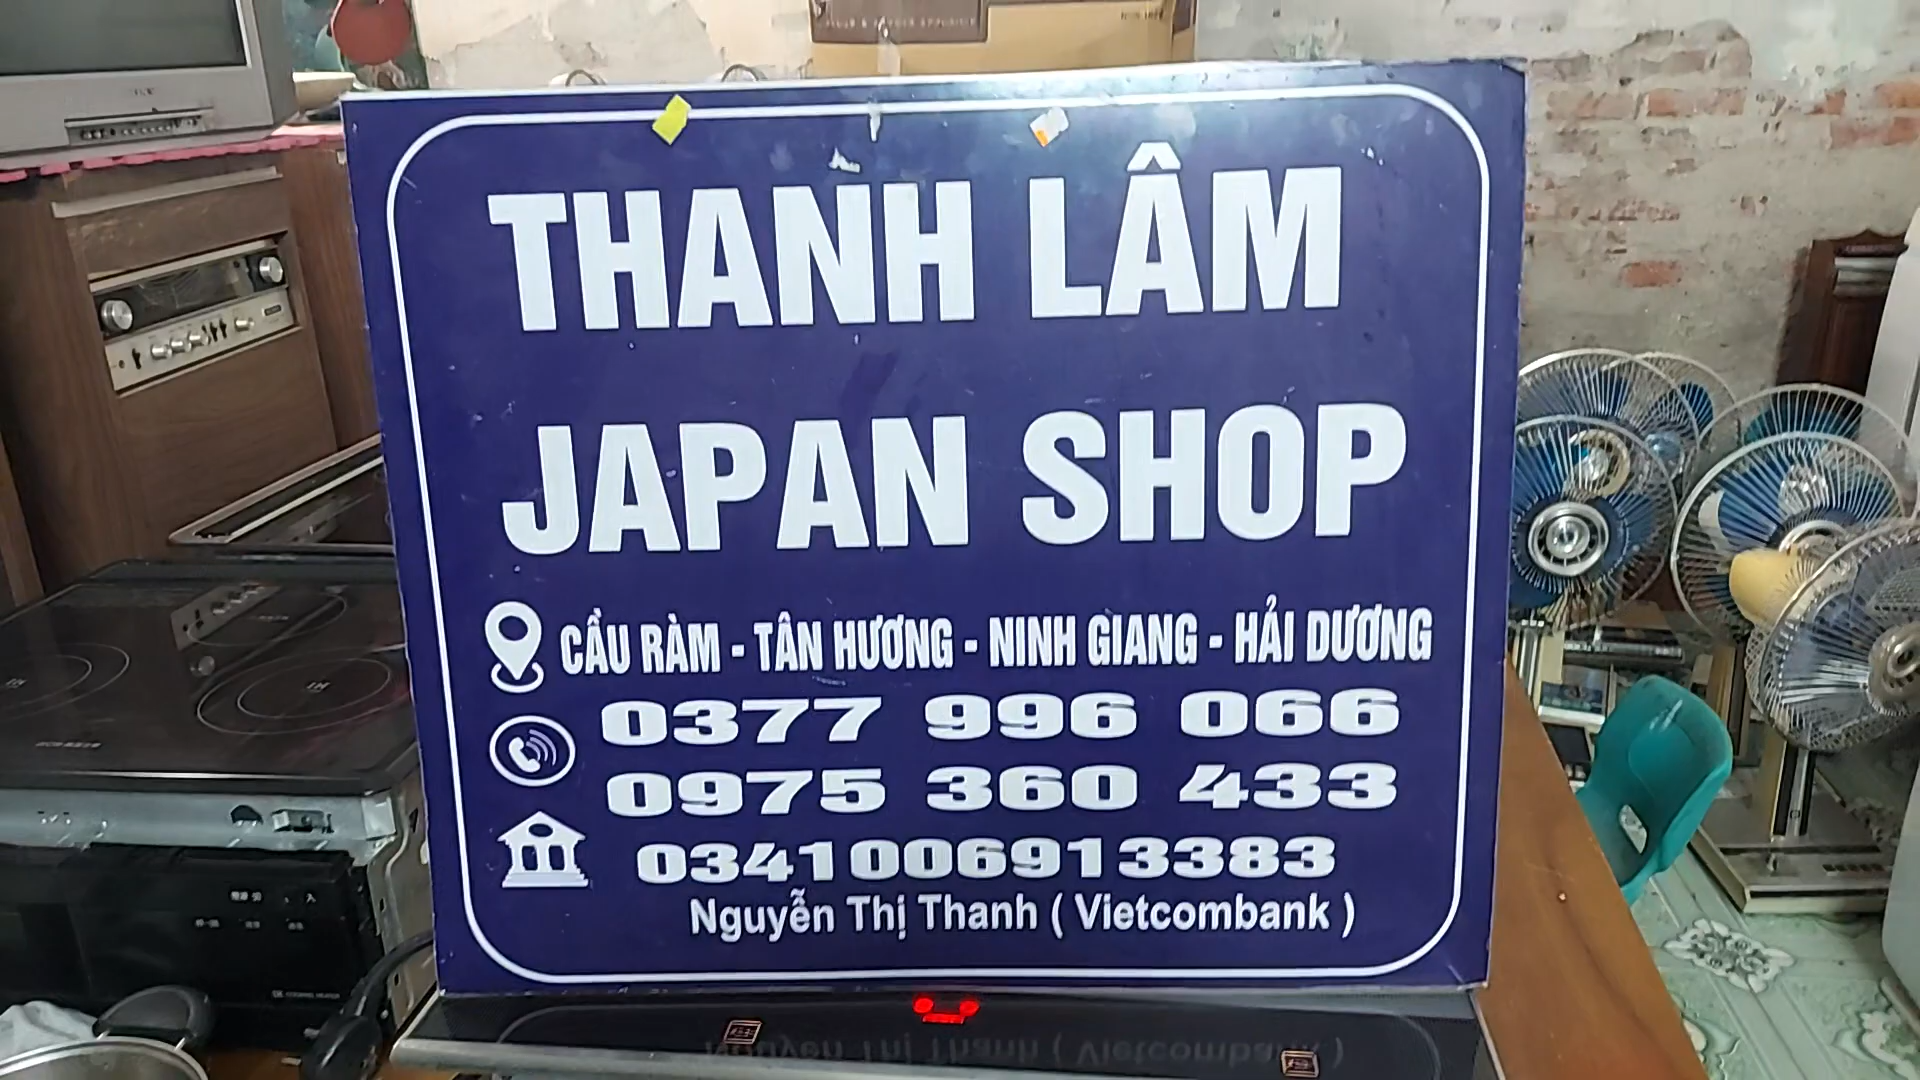 THANH LÂM
JAPAN SHOP
CẦU RÀM - TÂN HƯƠNG - NINH GIANG - HẢI DƯƠNG
0377 996 066
0975 360 433
0341006913383
Nguyễn Thị Thanh ( Vietcombank )